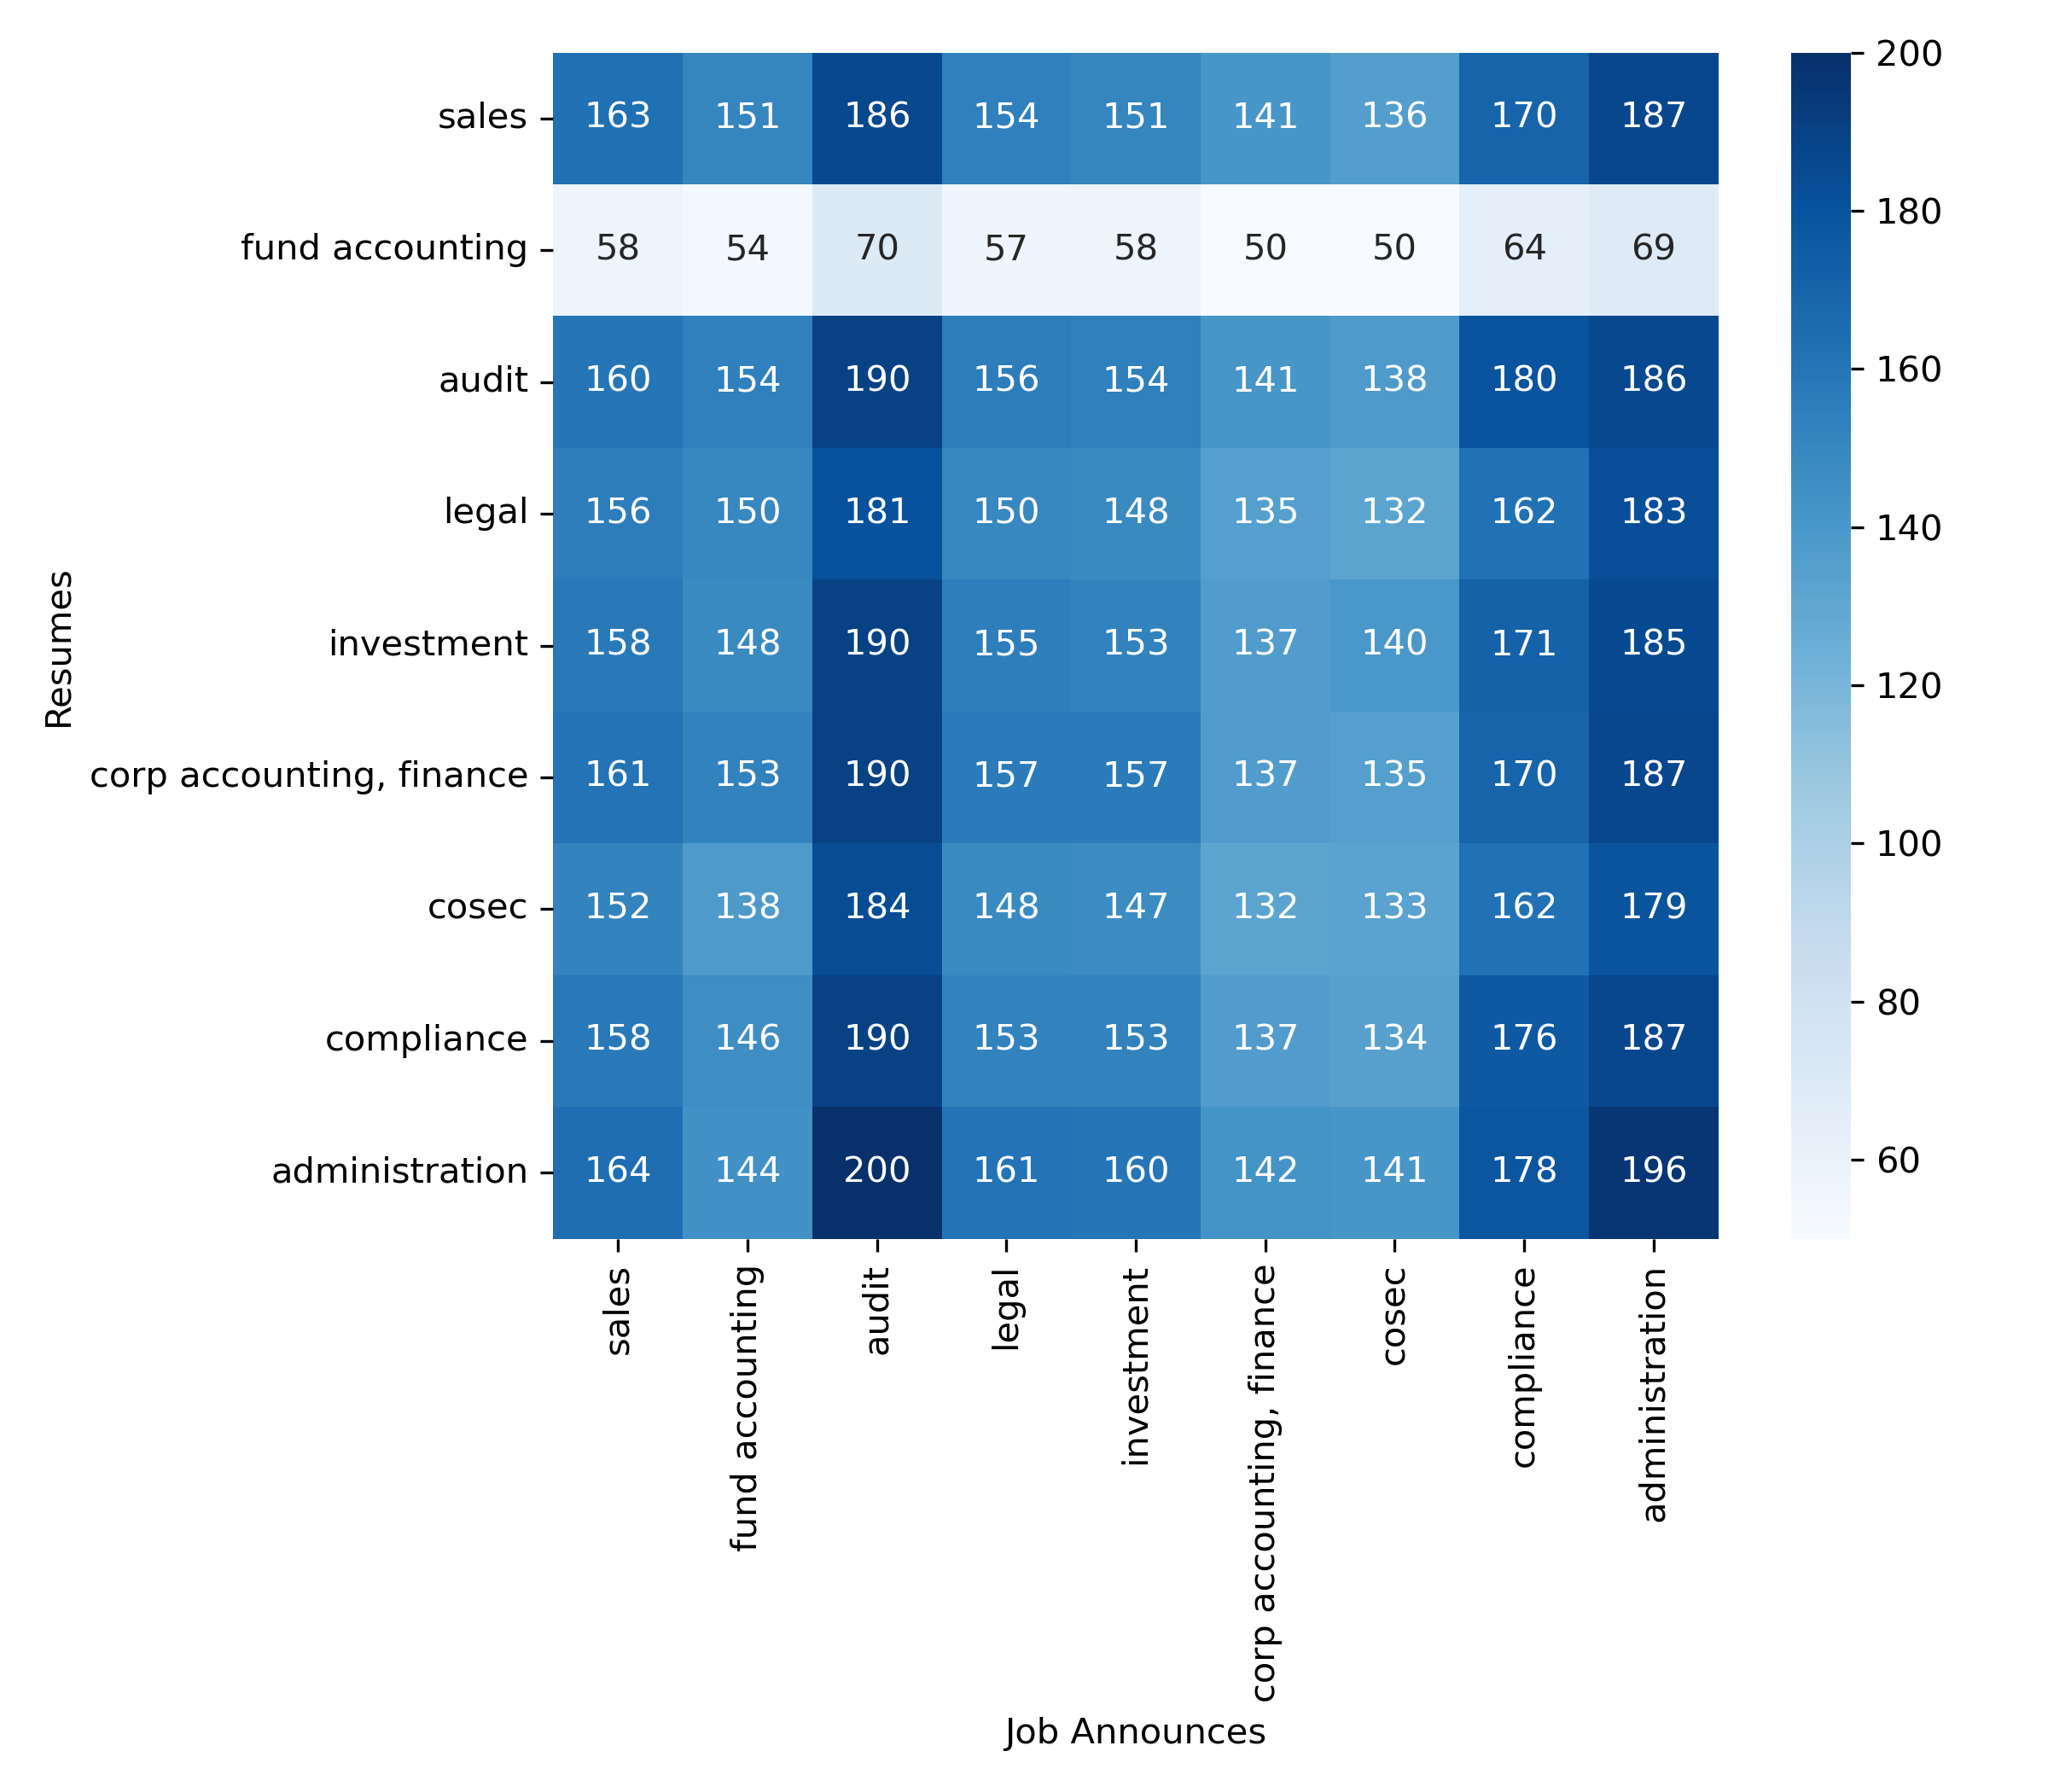 sales 163 151 186 154 151 141 136 170 187
fund accounting 58 54 70 57 58 50 50 64 69
audit 160 154 190 156 154 141 138 180 186
legal 156 150 181 150 148 135 132 162 183
investment 158 148 190 155 153 137 140 171 185
corp accounting, finance 161 153 190 157 157 137 135 170 187
cosec 152 138 184 148 147 132 133 162 179
compliance 158 146 190 153 153 137 134 176 187
administration 164 144 200 161 160 142 141 178 196
Resumes
sales
fund accounting
audit
legal
investment
corp accounting, finance
cosec
compliance
administration
Job Announces
200
180
160
140
120
100
80
60